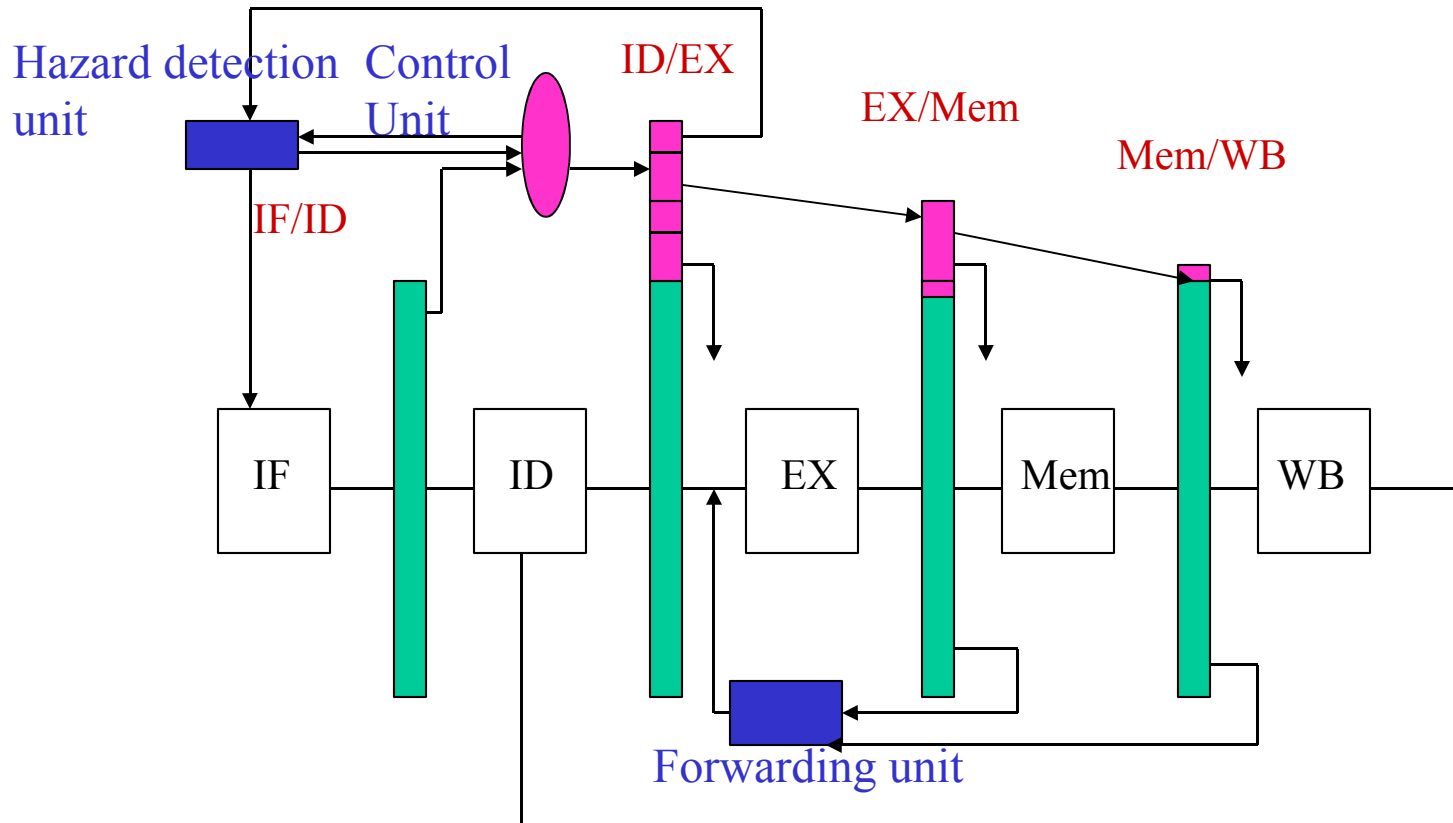 Hazard detection unit
Control Unit
ID/EX
EX/Mem
Mem/WB
IF/ID
IF
ID
EX
Mem
WB
Forwarding unit